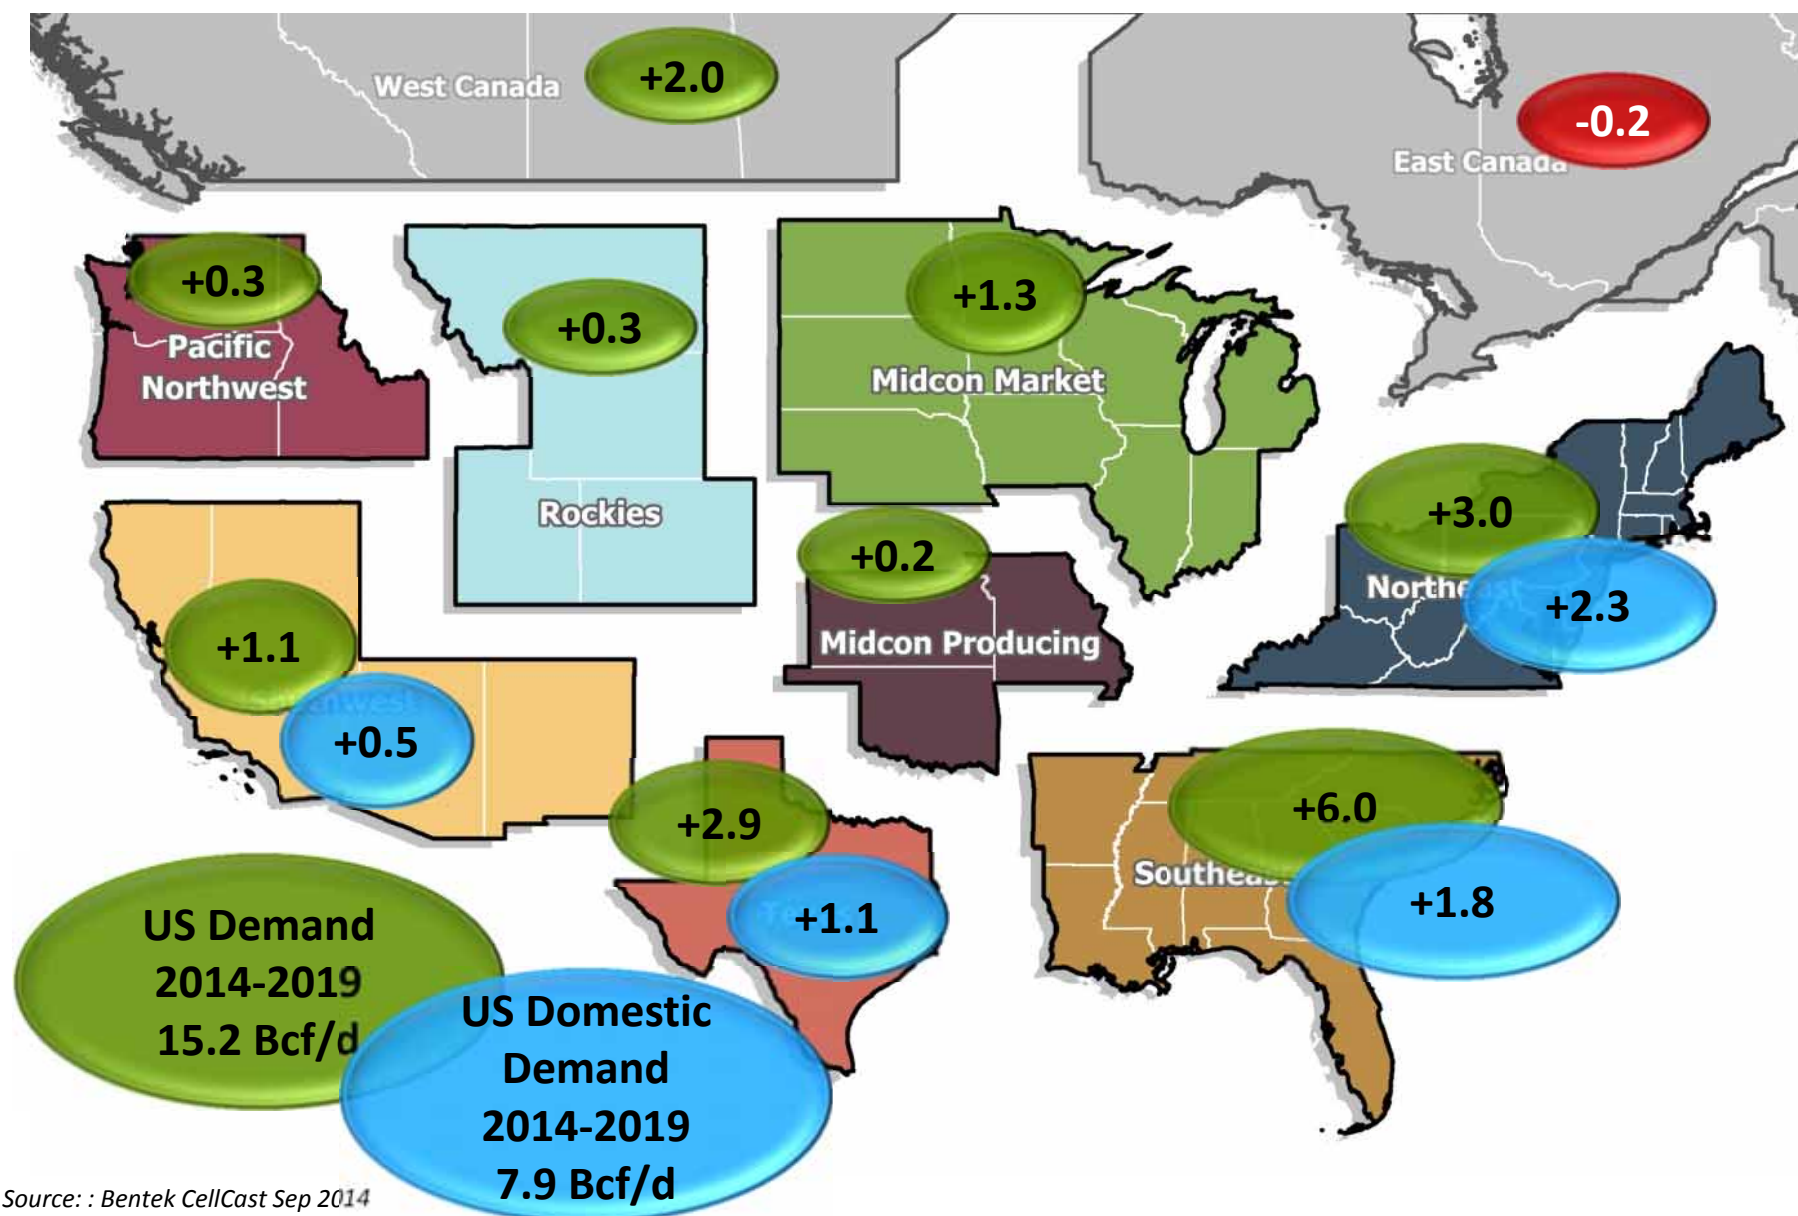 West Canada
+2.0
-0.2
East Canada
+0.3
Pacific
Northwest
+0.3
Rockies
+1.3
Midcon Market
+3.0
Northeast
+2.3
+0.2
Midcon Producing
+1.1
Southwest
+0.5
+2.9
+1.1
+6.0
Southeast
+1.8
US Demand
2014-2019
15.2 Bcf/d
US Domestic
Demand
2014-2019
7.9 Bcf/d
Source: : Bentek CellCast Sep 2014